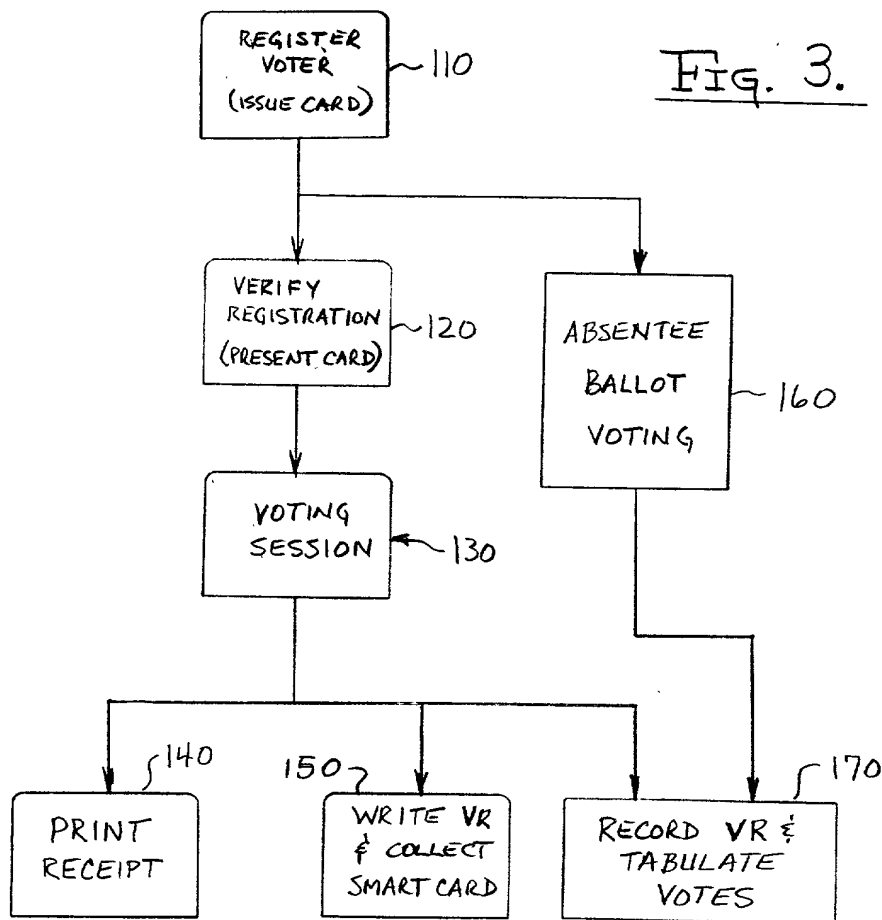 REGISTER
VOTER
(ISSUE CARD)
110
FIG. 3.
VERIFY
REGISTRATION
(PRESENT CARD)
120
ABSENTEE
BALLOT
VOTING
160
VOTING
SESSION
130
140
PRINT
RECEIPT
150
WRITE VR
& COLLECT
SMART CARD
170
RECORD VR &
TABULATE
VOTES